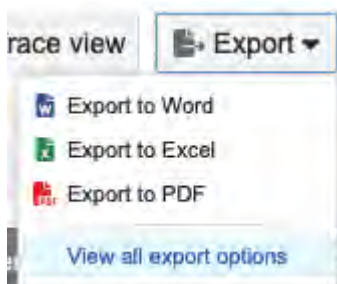 race view Export
Export to Word
Export to Excel
Export to PDF
View all export options